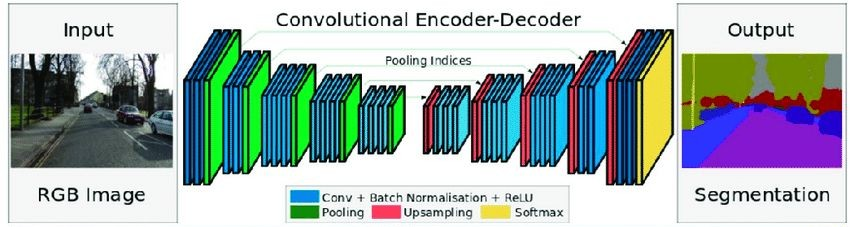 Input
Convolutional Encoder-Decoder
Output
Pooling Indices
RGB Image
Segmentation
Conv + Batch Normalisation + ReLU
Pooling
Upsampling
Softmax